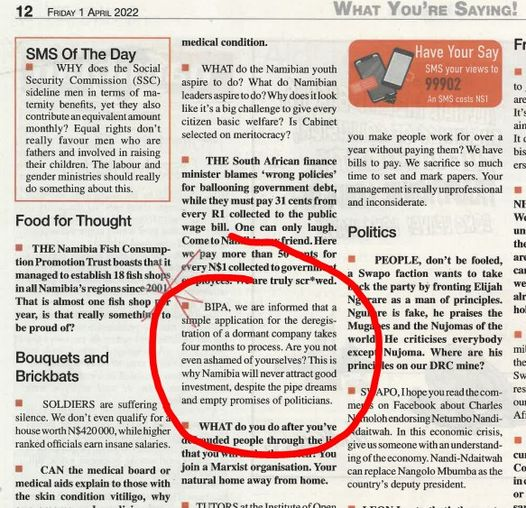 12 FRIDAY 1 APRIL 2022
WHAT YOU'RE SAYING!
SMS Of The Day
WHY does the Social
Security Commission (SSC)
sideline men in terms of ma-
ternity benefits, yet they also
contribute an equivalent amount
monthly? Equal rights don't
really favour men who are
fathers and involved in raising
their children. The labour and
gender ministries should really
do something about this.
Food for Thought
THE Namibia Fish Consump-
tion Promotion Trust boasts that it
managed to establish 18 fish shops
in all Namibia's regions since 2001.
That is almost one fish shop per
year, is that really something to
be proud of?
Bouquets and
Brickbats
SOLDIERS are suffering
silence. We don't even qualify for a
house worth N$420 000, while higher
ranked officials earn insane salaries.
CAN the medical board or
medical aids explain to those with
the skin condition vitiligo, why
medical condition.
WHAT do the Namibian youth
aspire to do? What do Namibian
leaders aspire to do? Why does it look
like it's a big challenge to give every
citizen basic welfare? Is Cabinet
selected on meritocracy?
THE South African finance
minister blames 'wrong policies'
for ballooning government debt,
while they must pay 31 cents from
every R1 collected to the public
wage bill. One can only laugh.
Come to my friend. Here
we pay more than 50 cents for
every N$1 collected to government
employees. We are truly scr*wed.
BIPA, we are informed that a
simple application for the deregis-
tration of a dormant company takes
four months to process. Are you not
even ashamed of yourselves? This is
why Namibia will never attract good
investment, despite the pipe dreams
and empty promises of politicians.
WHAT do you do after you've
defrauded people through the
that you
join a Marxist organisation. Your
natural home away from home.
TUTORS at the Institute of Open
Have Your Say
SMS your views to
99902
An SMS costs N$1
you make people work for over a
year without paying them? We have
bills to pay. We sacrifice so much
time to set and mark papers. Your
management is really unprofessional
and inconsiderate.
Politics
PEOPLE, don't be fooled,
a Swapo faction wants to take
back the party by fronting Elijah
Ngurare as a man of principles.
Ngurare is fake, he praises the
Mugabes and the Nujomas of the
world. He criticises everybody
except Nujoma. Where are his
principles on our DRC mine?
SWAPO, I hope you read the com-
ments on Facebook about Charles
Namoloh endorsing Netumbo Nandi-
Ndaitwah. In this economic crisis,
give us someone with an understand-
ing of the economy. Nandi-Ndaitwah
can replace Nangolo Mbumba as the
country's deputy president.